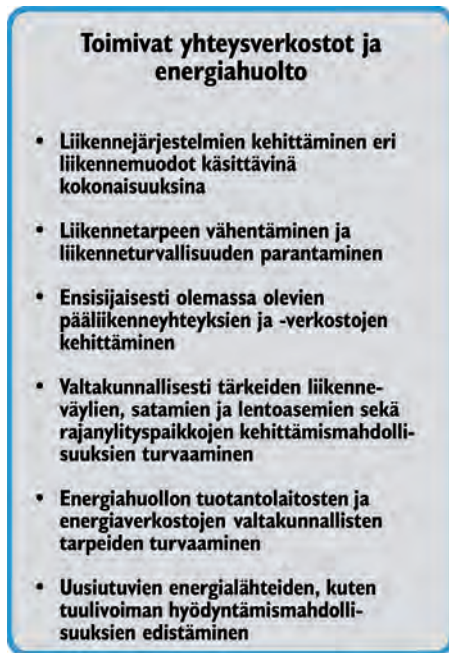 Toimivat yhteysverkostot ja
energiahuolto
• Liikennejärjestelmien kehittäminen eri
liikennemuodot käsittävinä
kokonaisuuksina
• Liikennetarpeen vähentäminen ja
liikenneturvallisuuden parantaminen
• Ensisijaisesti olemassa olevien
pääliikenneyhteyksien ja -verkostojen
kehittäminen
• Valtakunnallisesti tärkeiden liikenne-
väylien, satamien ja lentoasemien sekä
rajanylityspaikkojen kehittämismahdolli-
suuksien turvaaminen
• Energiahuollon tuotantolaitosten ja
energiaverkostojen valtakunnallisten
tarpeiden turvaaminen
• Uusiutuvien energialähteiden, kuten
tuulivoiman hyödyntämismahdolli-
suuksien edistäminen